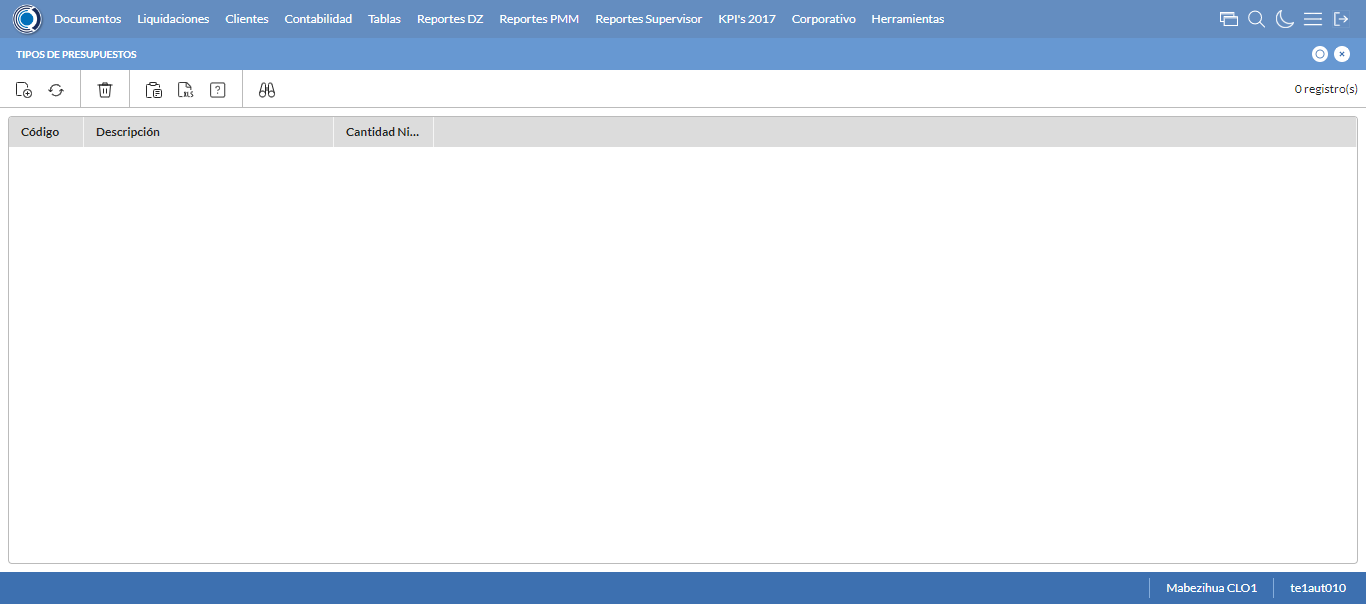 Documentos Liquidaciones Clientes Contabilidad Tablas Reportes DZ Reportes PMM Reportes Supervisor KPI's 2017 Corporativo Herramientas
TIPOS DE PRESUPUESTOS
XLS ? 0 registro(s)
Código Descripción Cantidad Ni...
Mabezihua CLO1 te1aut010